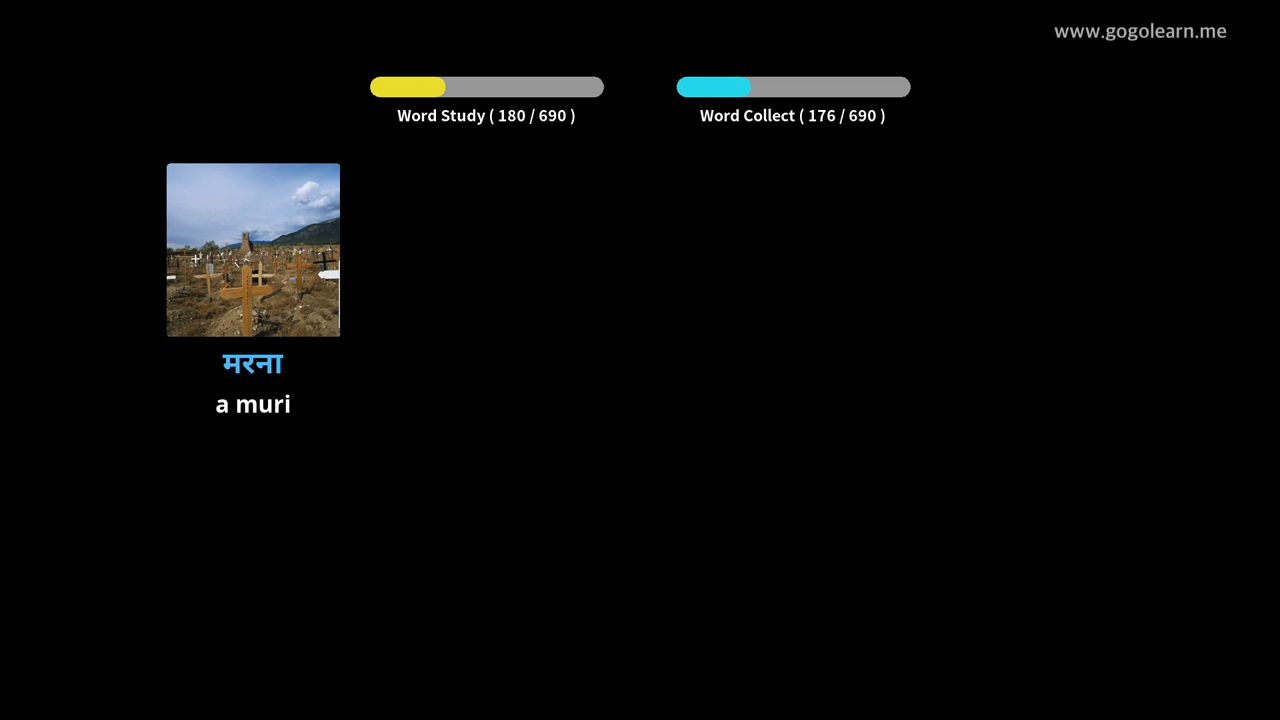 www.gogolearn.me
Word Study ( 180 / 690 )
Word Collect ( 176 / 690 )
मरना
a muri